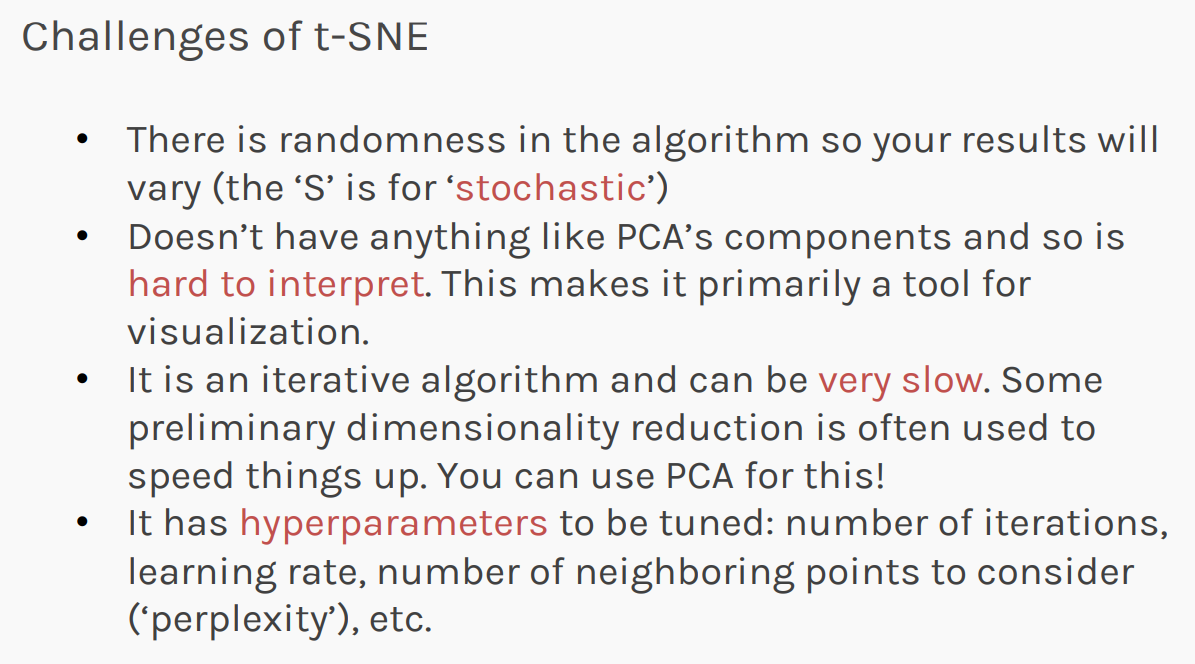 Challenges of t-SNE
• There is randomness in the algorithm so your results will
vary (the ‘S’ is for ‘stochastic’)
• Doesn’t have anything like PCA’s components and so is
hard to interpret. This makes it primarily a tool for
visualization.
• It is an iterative algorithm and can be very slow. Some
preliminary dimensionality reduction is often used to
speed things up. You can use PCA for this!
• It has hyperparameters to be tuned: number of iterations,
learning rate, number of neighboring points to consider
(‘perplexity’), etc.